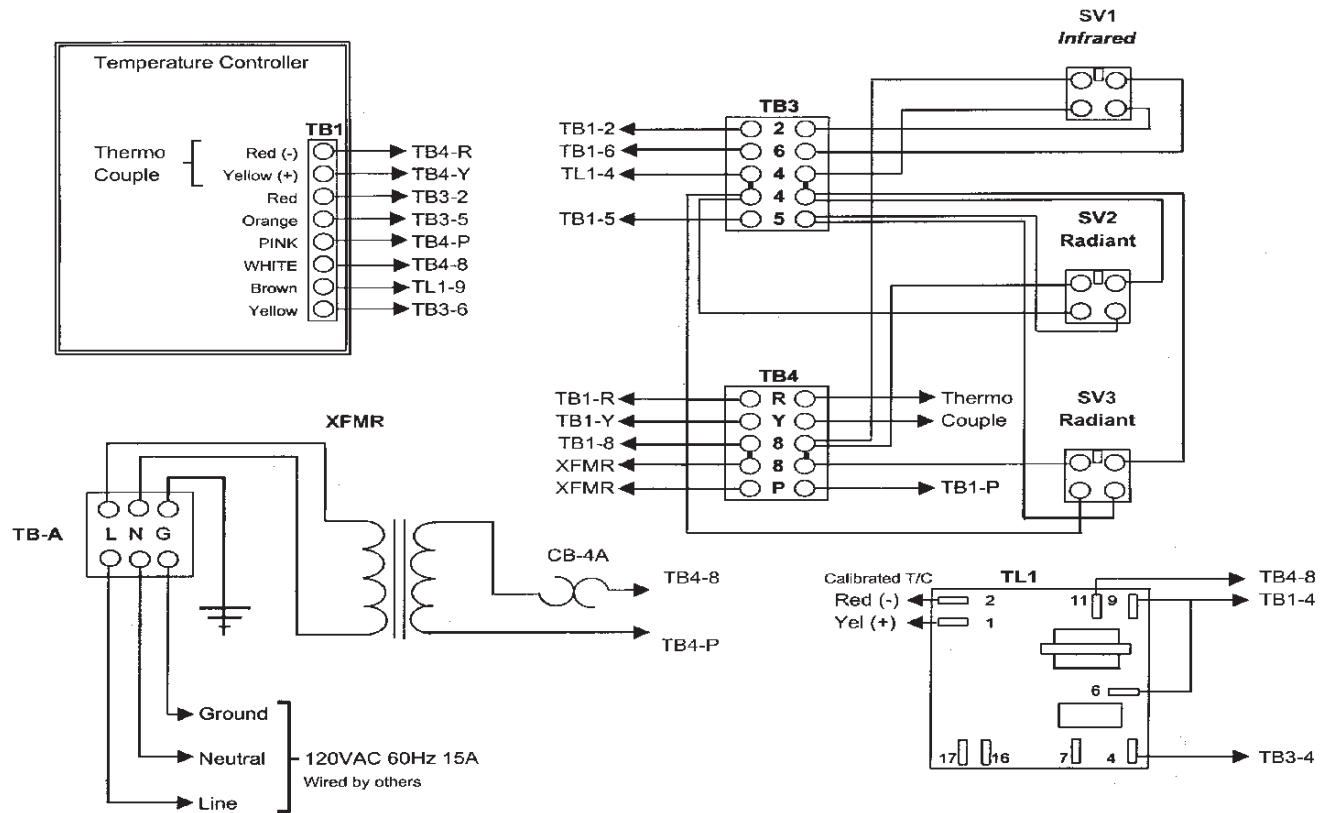 Temperature Controller
TB1
Thermo
Couple
Red (-)
TB4-R
Yellow (+)
TB4-Y
Red
TB3-2
Orange
TB3-5
PINK
TB4-P
WHITE
TB4-8
Brown
TL1-9
Yellow
TB3-6
SV1
Infrared
TB3
TB1-2
2
TB1-6
6
TL1-4
4
4
TB1-5
5
SV2
Radiant
TB4
TB1-R
R
Thermo
TB1-Y
Y
Couple
TB1-8
8
XFMR
8
XFMR
P
TB1-P
SV3
Radiant
XFMR
TB-A
L N G
CB-4A
TB4-8
TB4-P
Ground
Neutral
Line
120VAC 60Hz 15A
Wired by others
Calibrated T/C
TL1
Red (-)
2
Yel (+)
1
11
9
TB4-8
TB1-4
6
17
16
7
4
TB3-4